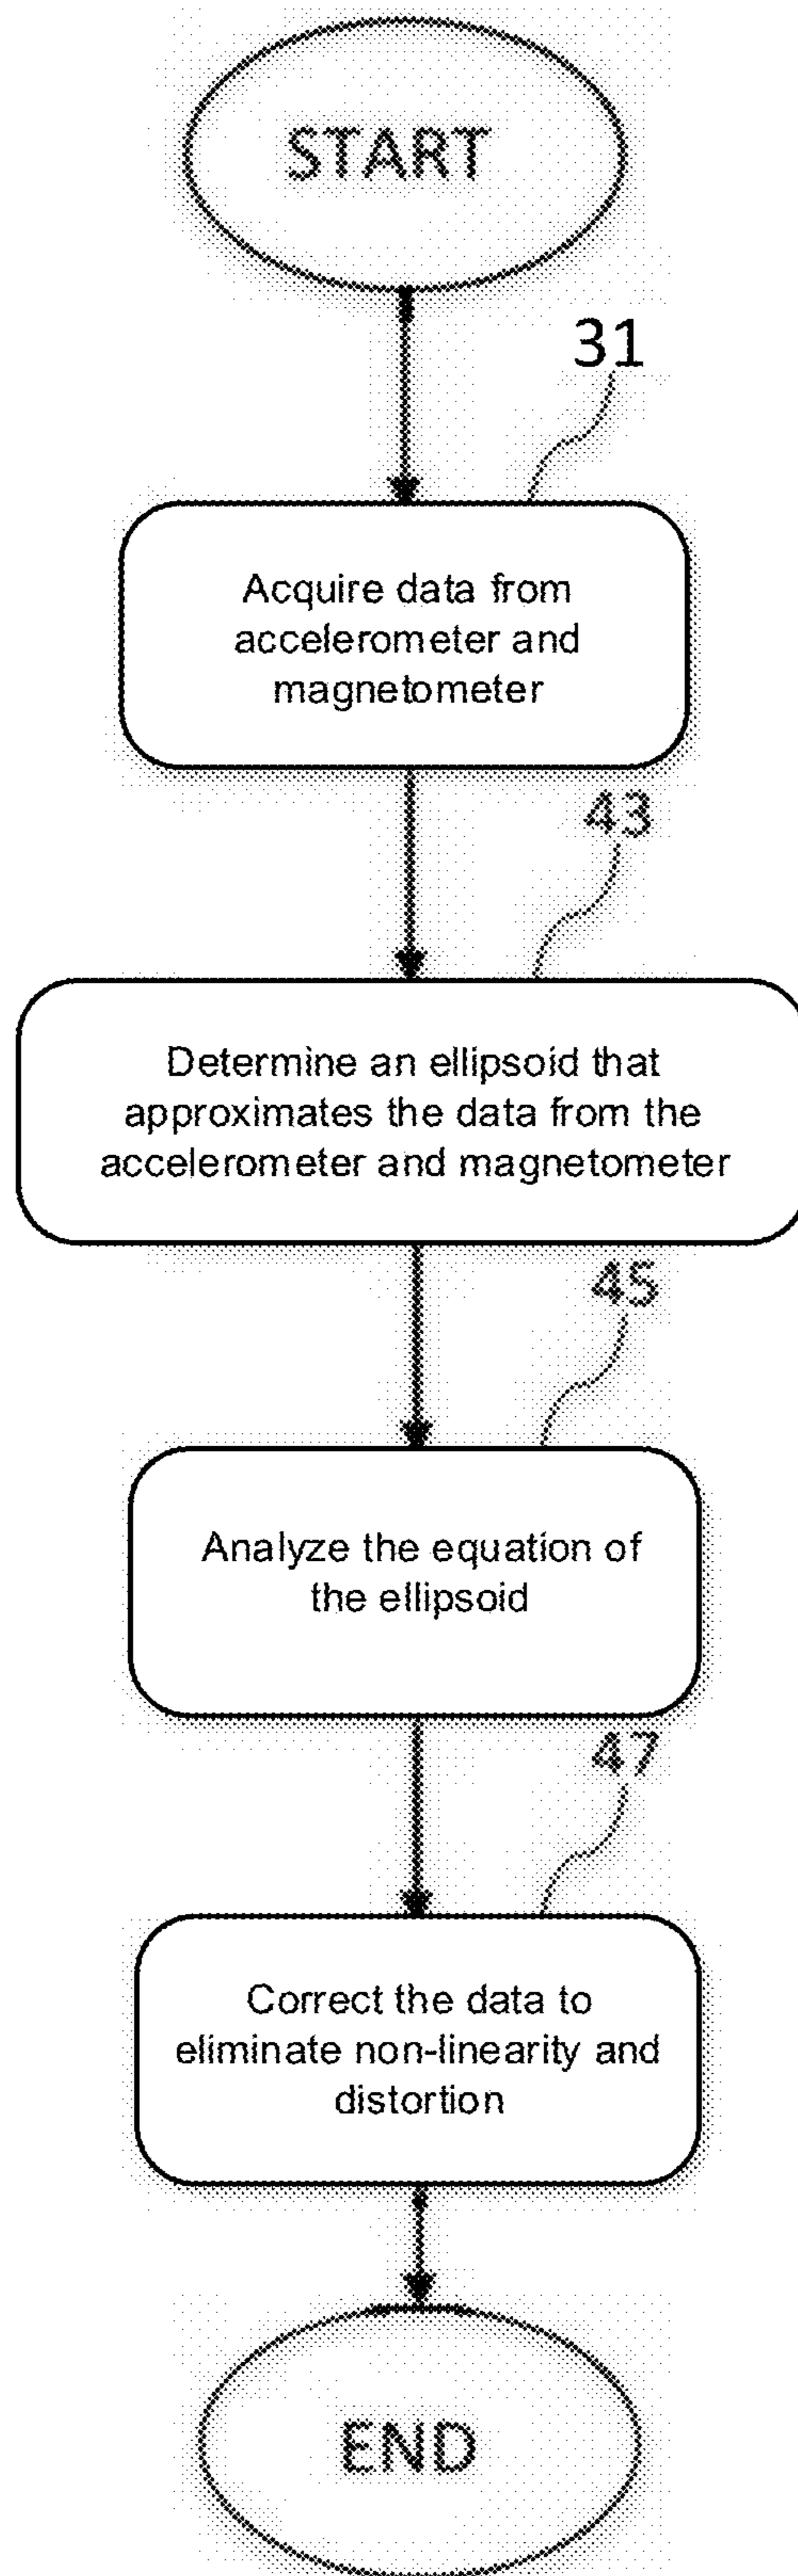 START
31
Acquire data from
accelerometer and
magnetometer
43
Determine an ellipsoid that
approximates the data from the
accelerometer and magnetometer
45
Analyze the equation of
the ellipsoid
47
Correct the data to
eliminate non-linearity and
distortion
END